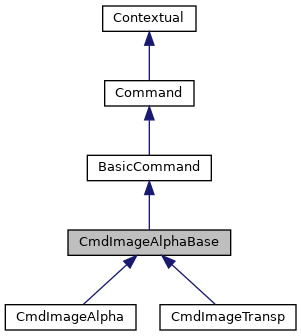 Contextual
Command
BasicCommand
CmdImageAlphaBase
CmdImageAlpha
CmdImageTransp